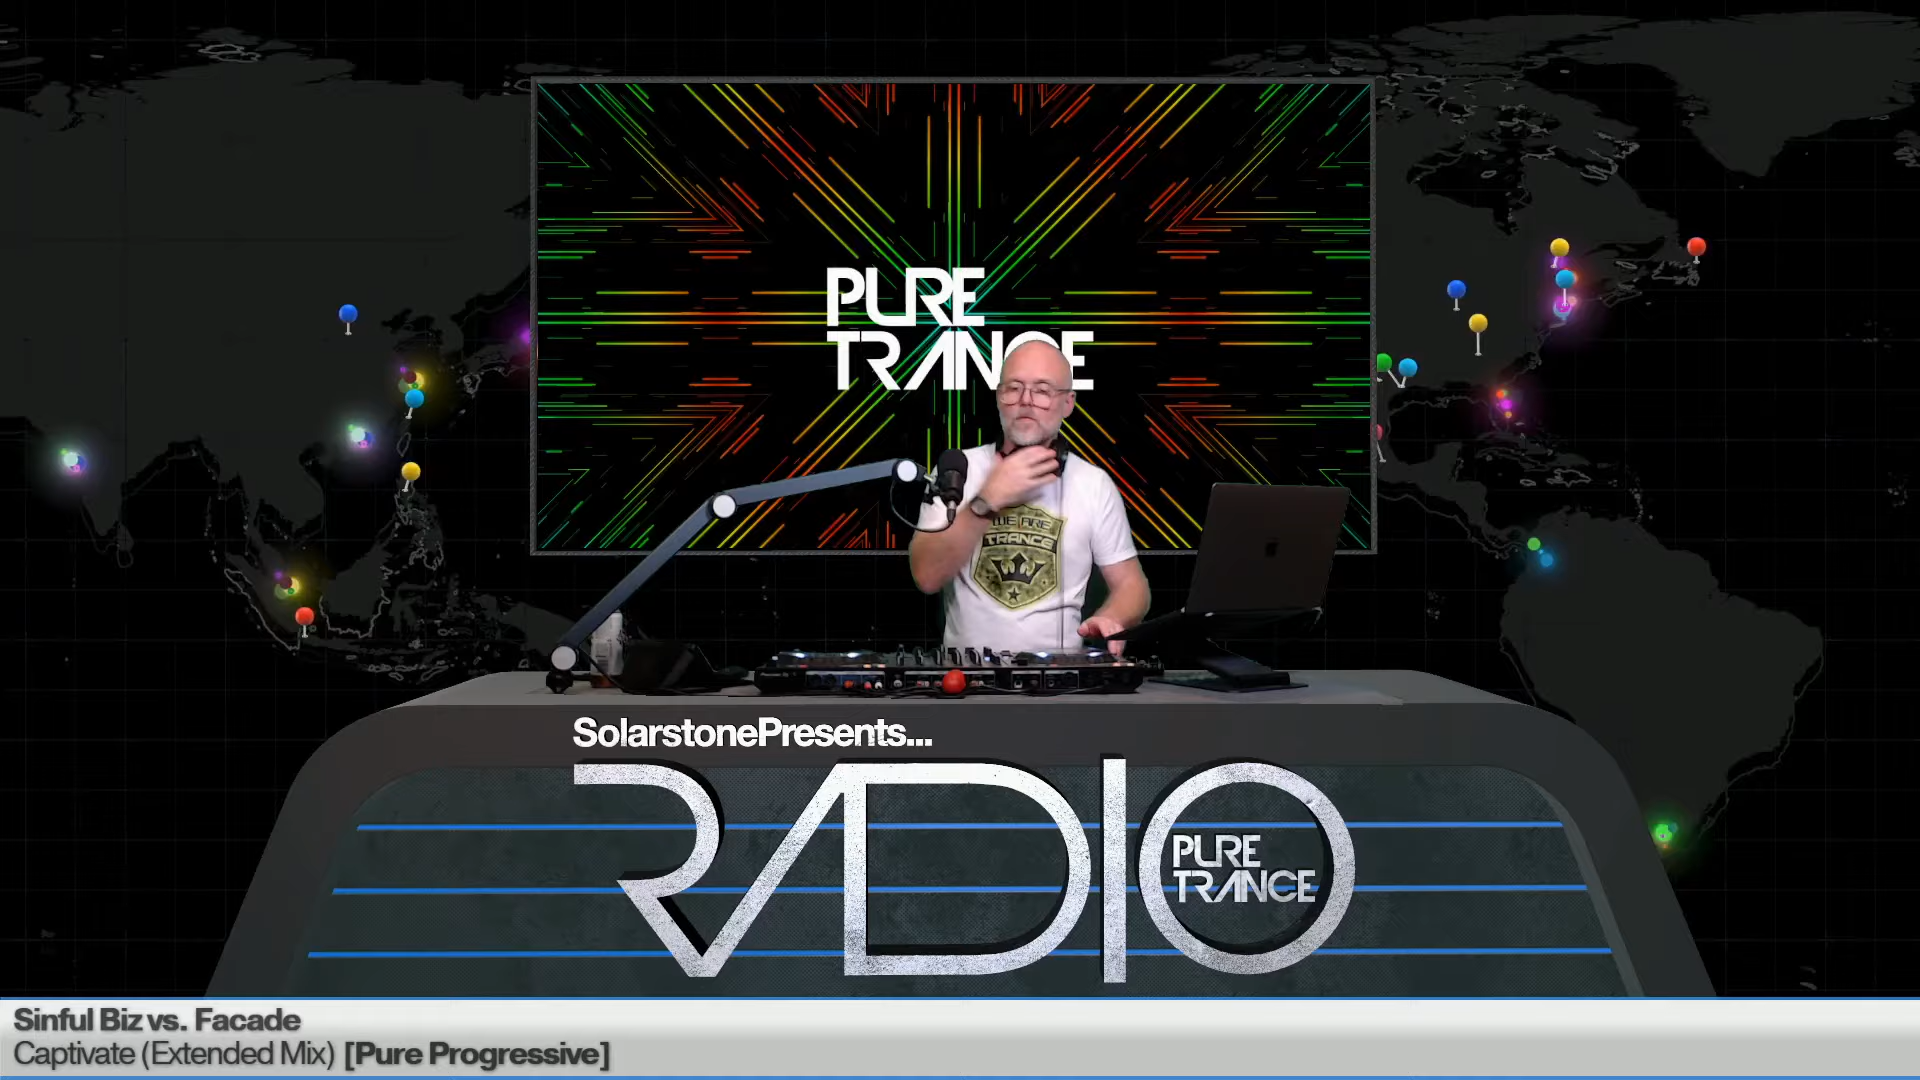 PURE
TRANCE
WE ARE
TRANCE
SolarstonePresents...
RADIO
PURE
TRANCE
Sinful Biz vs. Facade
Captivate (Extended Mix) [Pure Progressive]